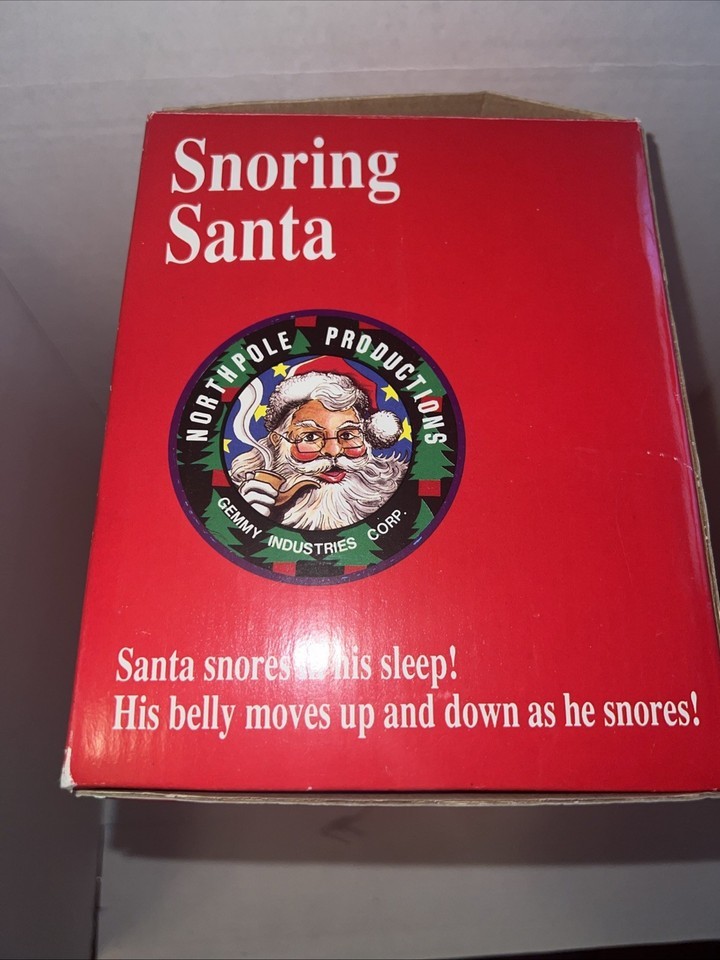 Snoring
Santa
NORTHPOLE PRODUCTIONS
GEMMY INDUSTRIES CORP.
Santa snores his sleep!
His belly moves up and down as he snores!